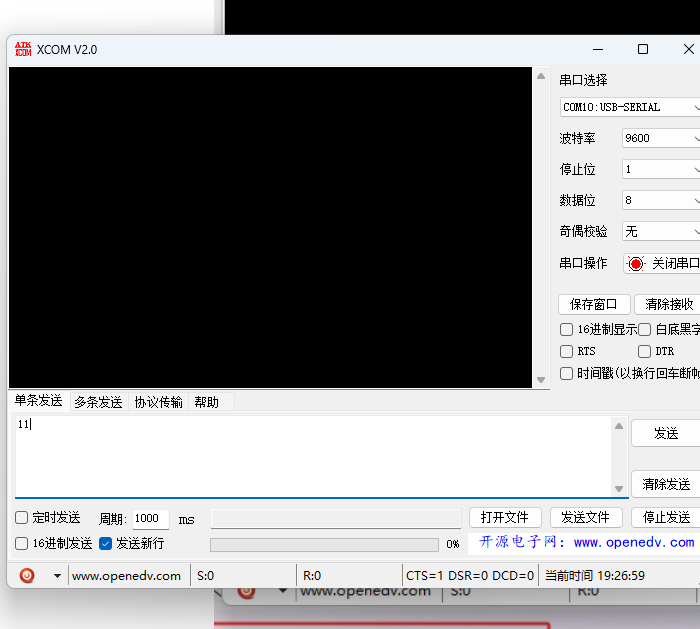 ATK XCOM XCOM V2.0
串口选择
COM10:USB-SERIAL
波特率 9600
停止位 1
数据位 8
奇偶校验 无
串口操作 关闭串口
保存窗口 清除接收
16进制显示 白底黑字
RTS DTR
时间戳(以换行回车断帧
单条发送 多条发送 协议传输 帮助
11
发送
清除发送
定时发送 周期: 1000 ms 打开文件 发送文件 停止发送
16进制发送 发送新行 0% 开源电子网: www.openedv.com
www.openedv.com S:0 R:0 CTS=1 DSR=0 DCD=0 当前时间 19:26:59
www.openedv.com S:0 R:0